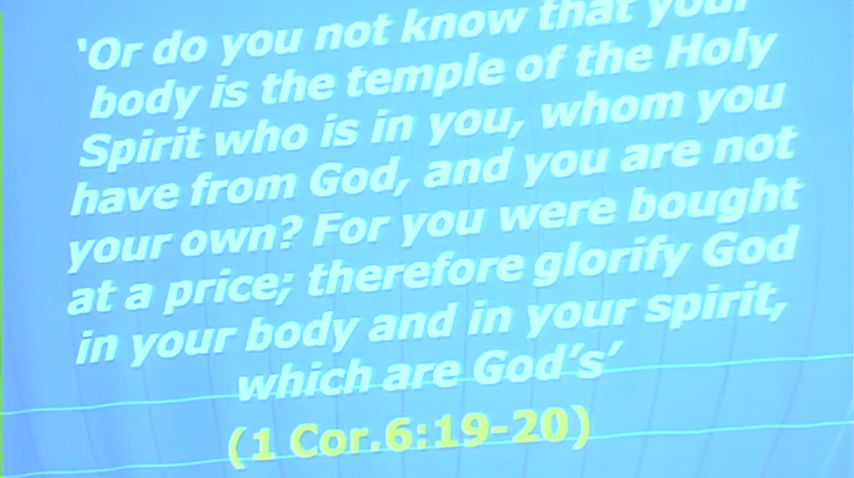 ‘Or do you not know that your
body is the temple of the Holy
Spirit who is in you, whom you
have from God, and you are not
your own? For you were bought
at a price; therefore glorify God
in your body and in your spirit,
which are God’s’
(1 Cor.6:19-20)